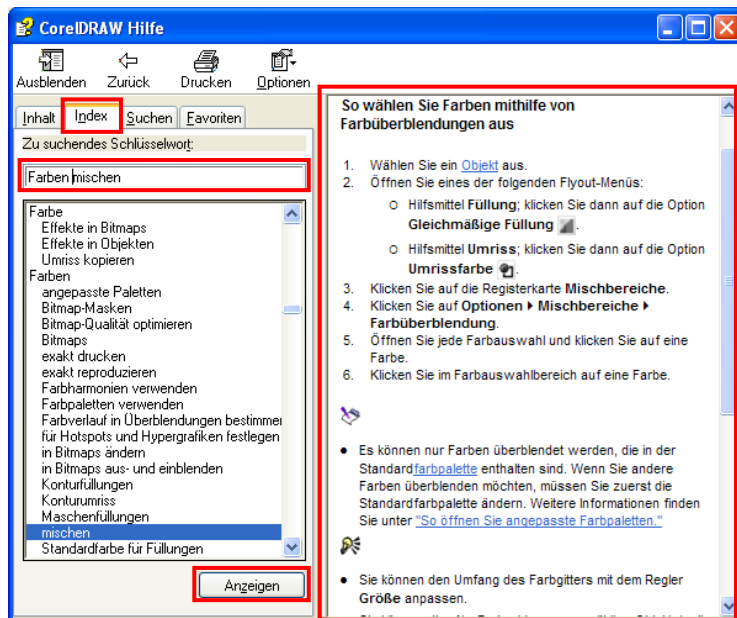 CorelDRAW Hilfe
Ausblenden Zurück Drucken Optionen
Inhalt Index Suchen Favoriten
Zu suchendes Schlüsselwort:
Farben mischen
Farbe
Effekte in Bitmaps
Effekte in Objekten
Umriss kopieren
Farben
angepasste Paletten
Bitmap-Masken
Bitmap-Qualität optimieren
Bitmaps
exakt drucken
exakt reproduzieren
Farbharmonien verwenden
Farbpaletten verwenden
Farbverlauf in Überblendungen bestimmen
für Hotspots und Hypergrafiken festlegen
in Bitmaps ändern
in Bitmaps aus- und einblenden
Konturfüllungen
Konturumriss
Maschenfüllungen
mischen
Standardfarbe für Füllungen
Anzeigen
So wählen Sie Farben mithilfe von
Farbüberblendungen aus
1. Wählen Sie ein Objekt aus.
2. Öffnen Sie eines der folgenden Flyout-Menüs:
○ Hilfsmittel Füllung; klicken Sie dann auf die Option
Gleichmäßige Füllung .
○ Hilfsmittel Umriss; klicken Sie dann auf die Option
Umrissfarbe .
3. Klicken Sie auf die Registerkarte Mischbereiche.
4. Klicken Sie auf Optionen ▶ Mischbereiche ▶
Farbüberblendung.
5. Öffnen Sie jede Farbauswahl und klicken Sie auf eine
Farbe.
6. Klicken Sie im Farbauswahlbereich auf eine Farbe.
• Es können nur Farben überblendet werden, die in der
Standardfarbpalette enthalten sind. Wenn Sie andere
Farben überblenden möchten, müssen Sie zuerst die
Standardfarbpalette ändern. Weitere Informationen finden
Sie unter "So öffnen Sie angepasste Farbpaletten."
• Sie können den Umfang des Farbgitters mit dem Regler
Größe anpassen.